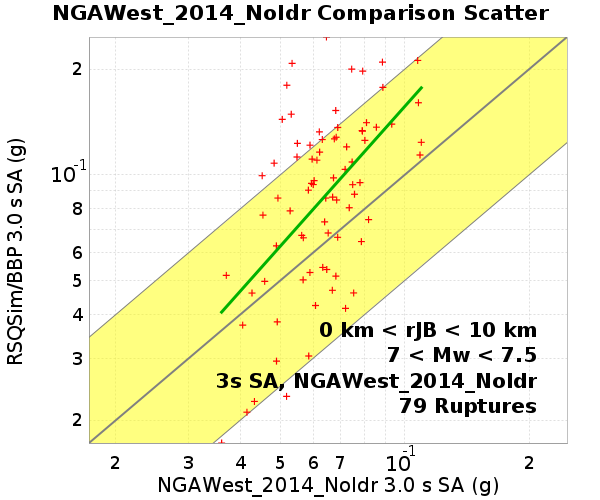 NGAWest_2014_NoIdr Comparison Scatter
RSQSim/BBP 3.0 s SA (g)
2
10-1
8
6
5
4
3
2
0 km < rJB < 10 km
7 < Mw < 7.5
3s SA, NGAWest_2014_NoIdr
79 Ruptures
2 3 4 5 6 7 10-1 2
NGAWest_2014_NoIdr 3.0 s SA (g)